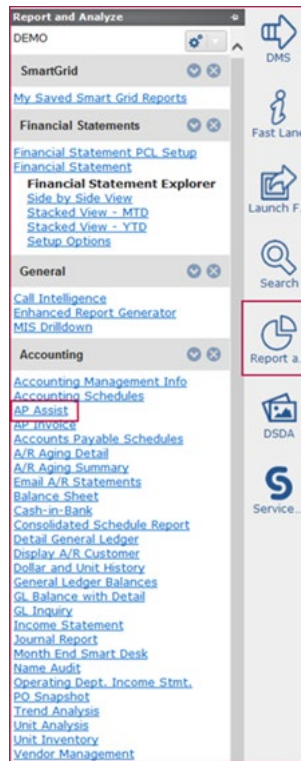 Report and Analyze
DEMO
SmartGrid
My Saved Smart Grid Reports
Financial Statements
Financial Statement PCL Setup
Financial Statement
Financial Statement Explorer
Side by Side View
Stacked View - MTD
Stacked View - YTD
Setup Options
General
Call Intelligence
Enhanced Report Generator
MIS Drilldown
Accounting
Accounting Management Info
Accounting Schedules
AP Assist
AP Invoice
Accounts Payable Schedules
A/R Aging Detail
A/R Aging Summary
Email A/R Statements
Balance Sheet
Cash-in-Bank
Consolidated Schedule Report
Detail General Ledger
Display A/R Customer
Dollar and Unit History
General Ledger Balances
GL Balance with Detail
GL Inquiry
Income Statement
Journal Report
Month End Smart Desk
Name Audit
Operating Dept. Income Stmt.
PO Snapshot
Trend Analysis
Unit Analysis
Unit Inventory
Vendor Management
DMS
Fast Lane
Launch F...
Search
Report a...
DSDA
Service...